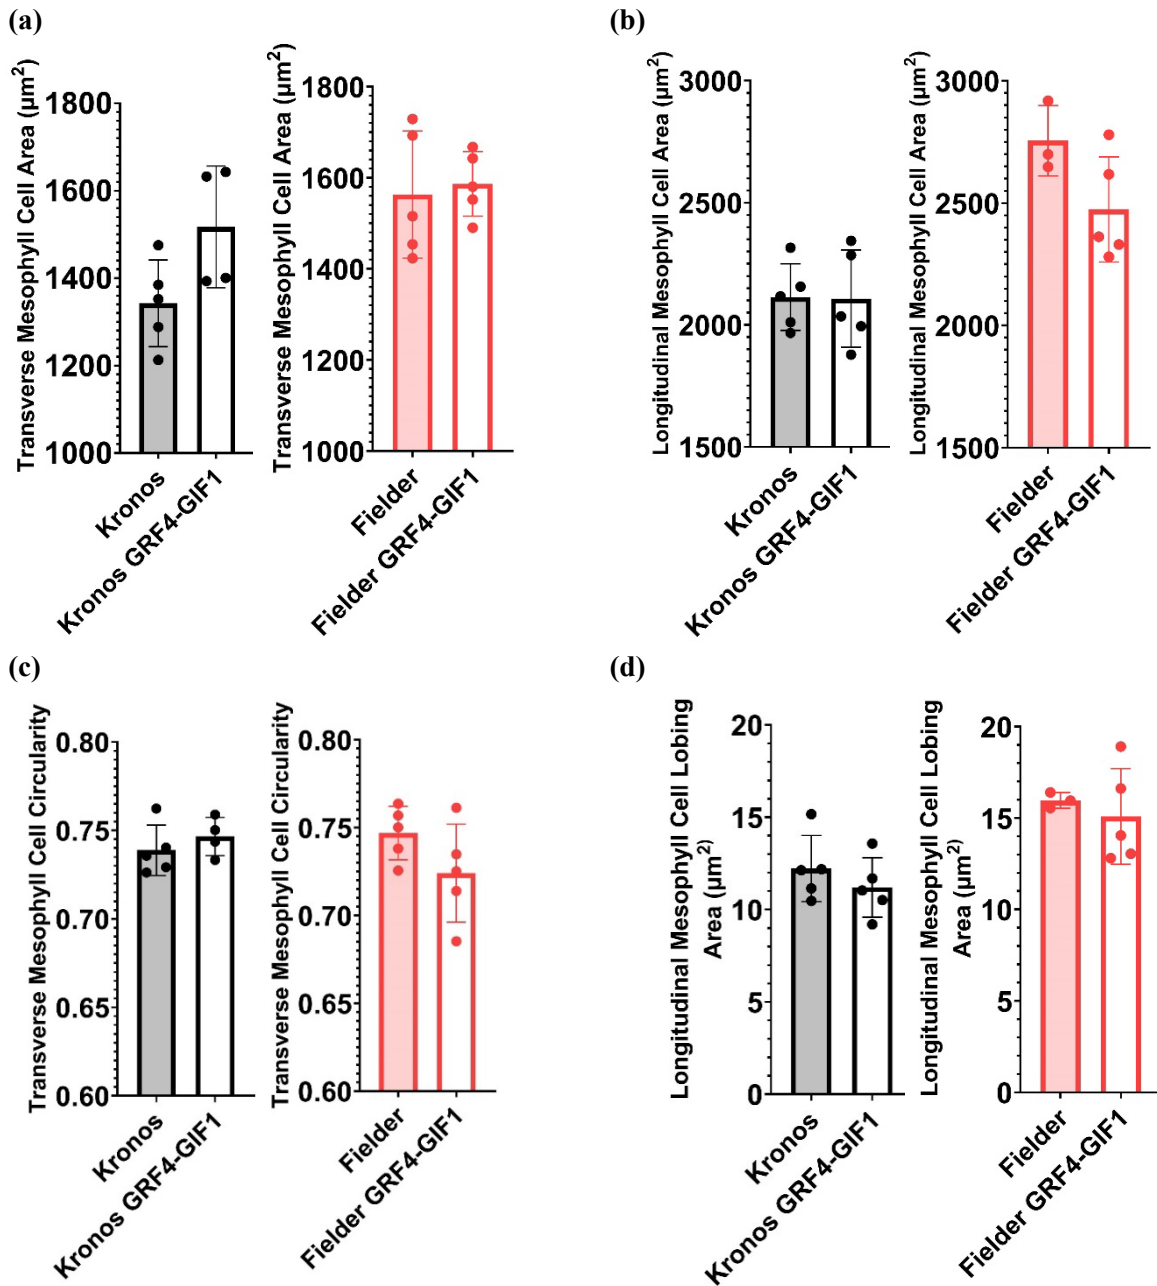 (a)
Transverse Mesophyll Cell Area (μm²)
1800
1600
1400
1200
1000
Kronos
Kronos GRF4-GIF1
Transverse Mesophyll Cell Area (μm²)
1800
1600
1400
1200
1000
Fielder
Fielder GRF4-GIF1
(b)
Longitudinal Mesophyll Cell Area (μm²)
3000
2500
2000
1500
Kronos
Kronos GRF4-GIF1
Longitudinal Mesophyll Cell Area (μm²)
3000
2500
2000
1500
Fielder
Fielder GRF4-GIF1
(c)
Transverse Mesophyll Cell Circularity
0.80
0.75
0.70
0.65
0.60
Kronos
Kronos GRF4-GIF1
Transverse Mesophyll Cell Circularity
0.80
0.75
0.70
0.65
0.60
Fielder
Fielder GRF4-GIF1
(d)
Longitudinal Mesophyll Cell Lobing
Area (μm²)
20
15
10
5
0
Kronos
Kronos GRF4-GIF1
Longitudinal Mesophyll Cell Lobing
Area (μm²)
20
15
10
5
0
Fielder
Fielder GRF4-GIF1